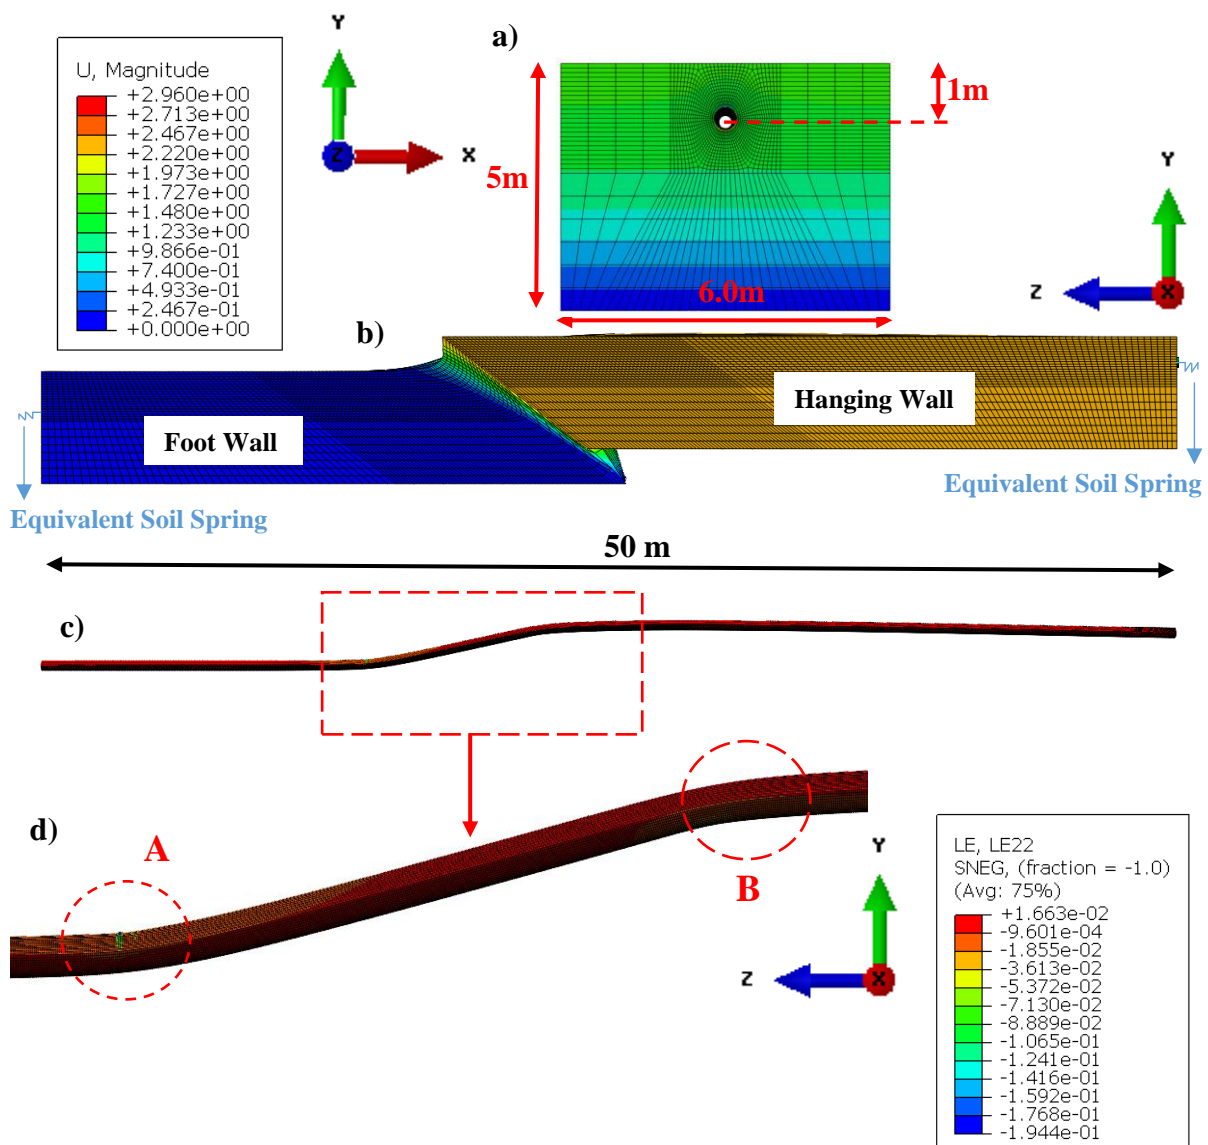 Y
a)
U, Magnitude
+2.960e+00
+2.713e+00
+2.467e+00
+2.220e+00
+1.973e+00
+1.727e+00
+1.480e+00
+1.233e+00
+9.866e-01
+7.400e-01
+4.933e-01
+2.467e-01
+0.000e+00
Z
X
1m
5m
6.0m
Y
Z
X
b)
Hanging Wall
Foot Wall
Equivalent Soil Spring
Equivalent Soil Spring
50 m
c)
d)
A
B
Y
Z
X
LE, LE22
SNEG, (fraction = -1.0)
(Avg: 75%)
+1.663e-02
-9.601e-04
-1.855e-02
-3.613e-02
-5.372e-02
-7.130e-02
-8.889e-02
-1.065e-01
-1.241e-01
-1.416e-01
-1.592e-01
-1.768e-01
-1.944e-01